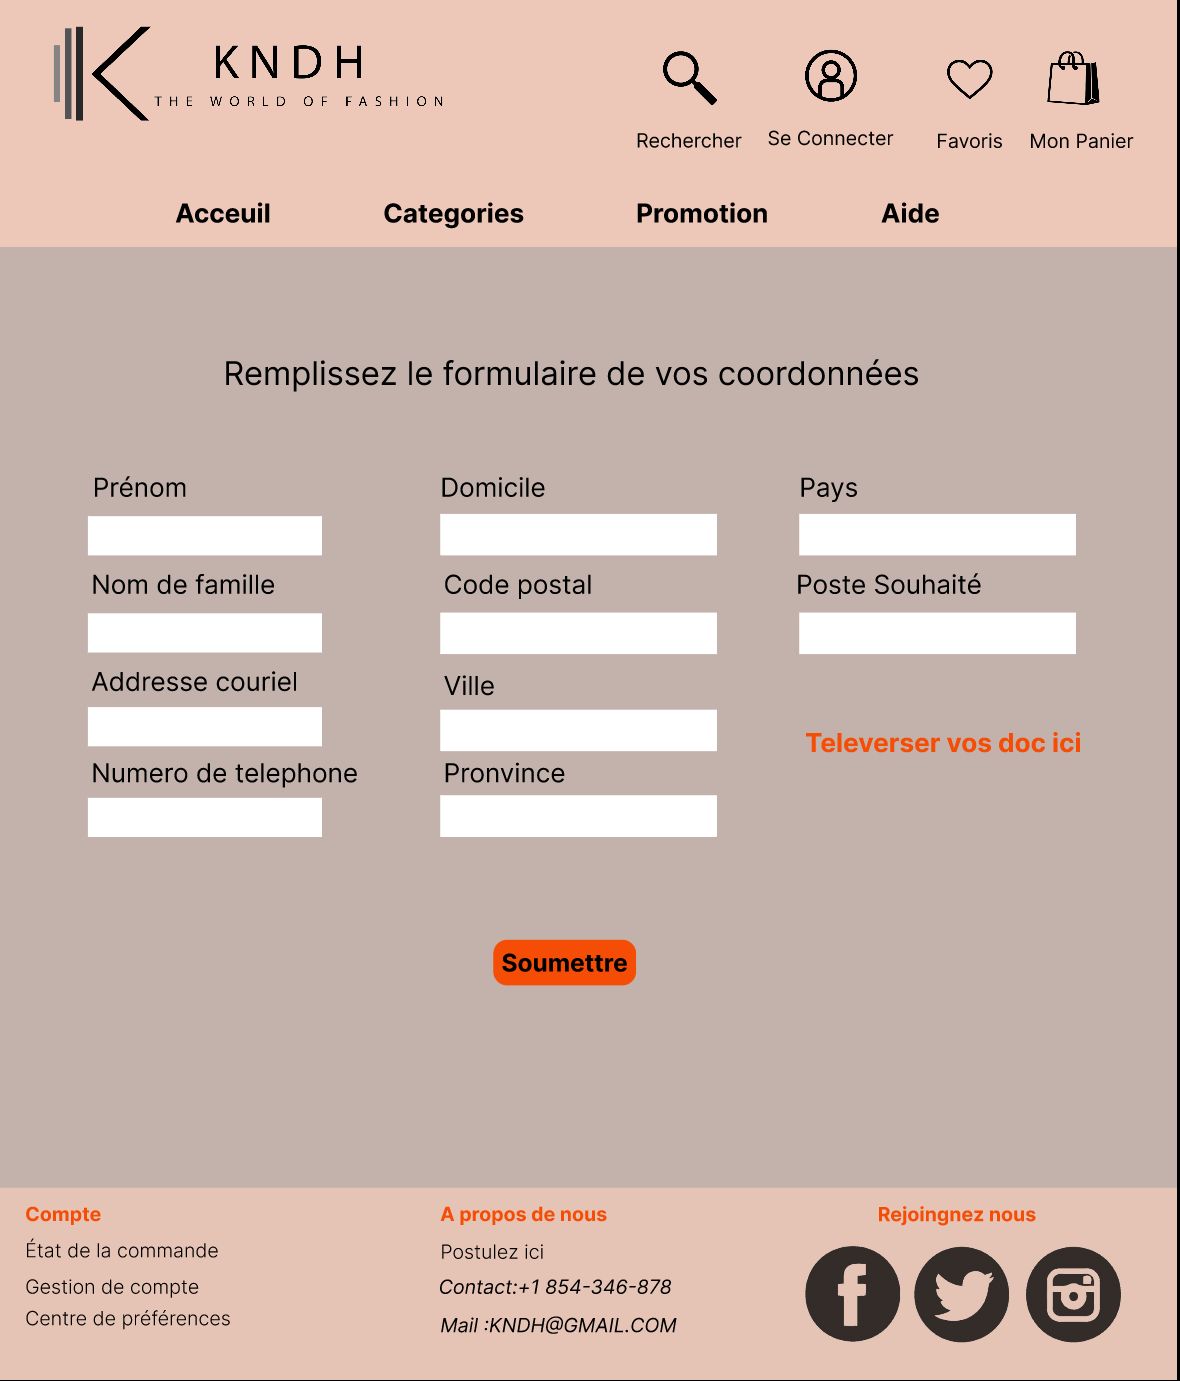 KNDH
THE WORLD OF FASHION
Rechercher
Se Connecter
Favoris
Mon Panier
Acceuil
Categories
Promotion
Aide
Remplissez le formulaire de vos coordonnées
Prénom
Domicile
Pays
Nom de famille
Code postal
Poste Souhaité
Addresse couriel
Ville
Televerser vos doc ici
Numero de telephone
Pronvince
Soumettre
Compte
État de la commande
Gestion de compte
Centre de préférences
A propos de nous
Postulez ici
Contact:+1 854-346-878
Mail :KNDH@GMAIL.COM
Rejoingnez nous